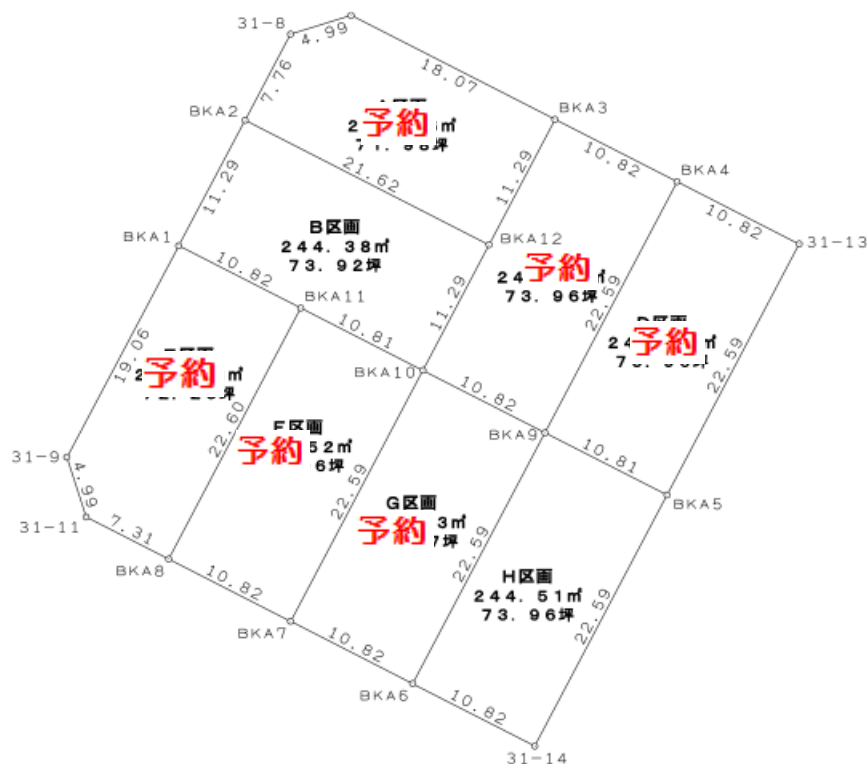 31-8
4.99
18.07
7.76
BKA2
BKA3
予約
10.82
BKA4
11.29
21.62
11.29
10.82
31-13
BKA1
B区画
244.38㎡
73.92坪
BKA12
予約
73.96坪
10.82
BKA11
22.59
予約
11.29
10.81
22.59
19.06
予約
BKA10
22.60
10.82
F区画
予約
BKA9
10.81
31-9
4.99
22.59
G区画
予約
BKA5
31-11
7.31
22.59
H区画
244.51㎡
73.96坪
22.59
BKA8
10.82
BKA7
10.82
BKA6
10.82
31-14